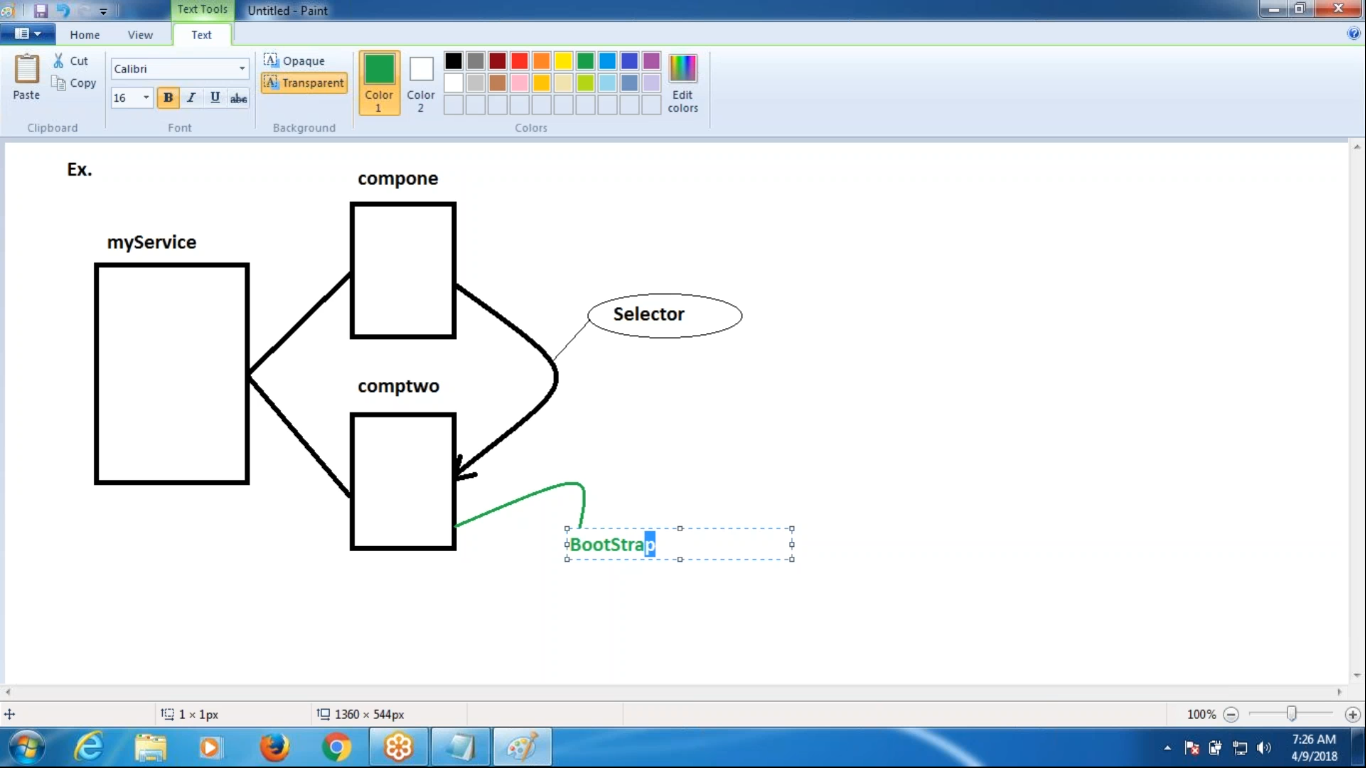 Text Tools
Untitled - Paint
Home
View
Text
Paste
Cut
Copy
Clipboard
Calibri
16
B I U abc
Font
Opaque
Transparent
Background
Color
1
Color
2
Edit
colors
Colors
Ex.
compone
myService
Selector
comptwo
BootStrap
1 × 1px
1360 × 544px
100%
7:26 AM
4/9/2018